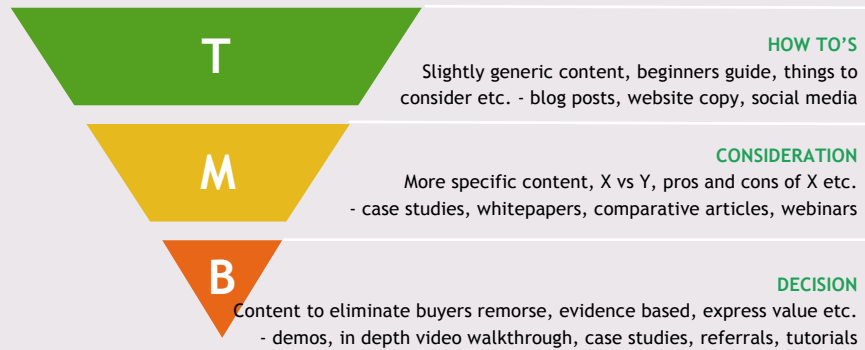 T
HOW TO’S
Slightly generic content, beginners guide, things to
consider etc. - blog posts, website copy, social media
M
CONSIDERATION
More specific content, X vs Y, pros and cons of X etc.
- case studies, whitepapers, comparative articles, webinars
B
DECISION
Content to eliminate buyers remorse, evidence based, express value etc.
- demos, in depth video walkthrough, case studies, referrals, tutorials